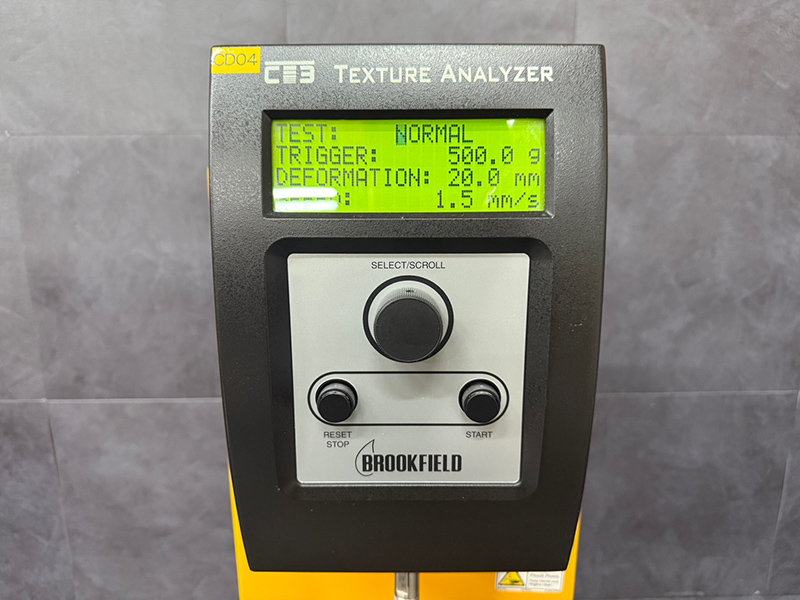 CD04
CT3 TEXTURE ANALYZER
TEST: NORMAL
TRIGGER: 500.0 g
DEFORMATION: 20.0 mm
1.5 mm/s
SELECT/SCROLL
RESET
STOP
START
BROOKFIELD